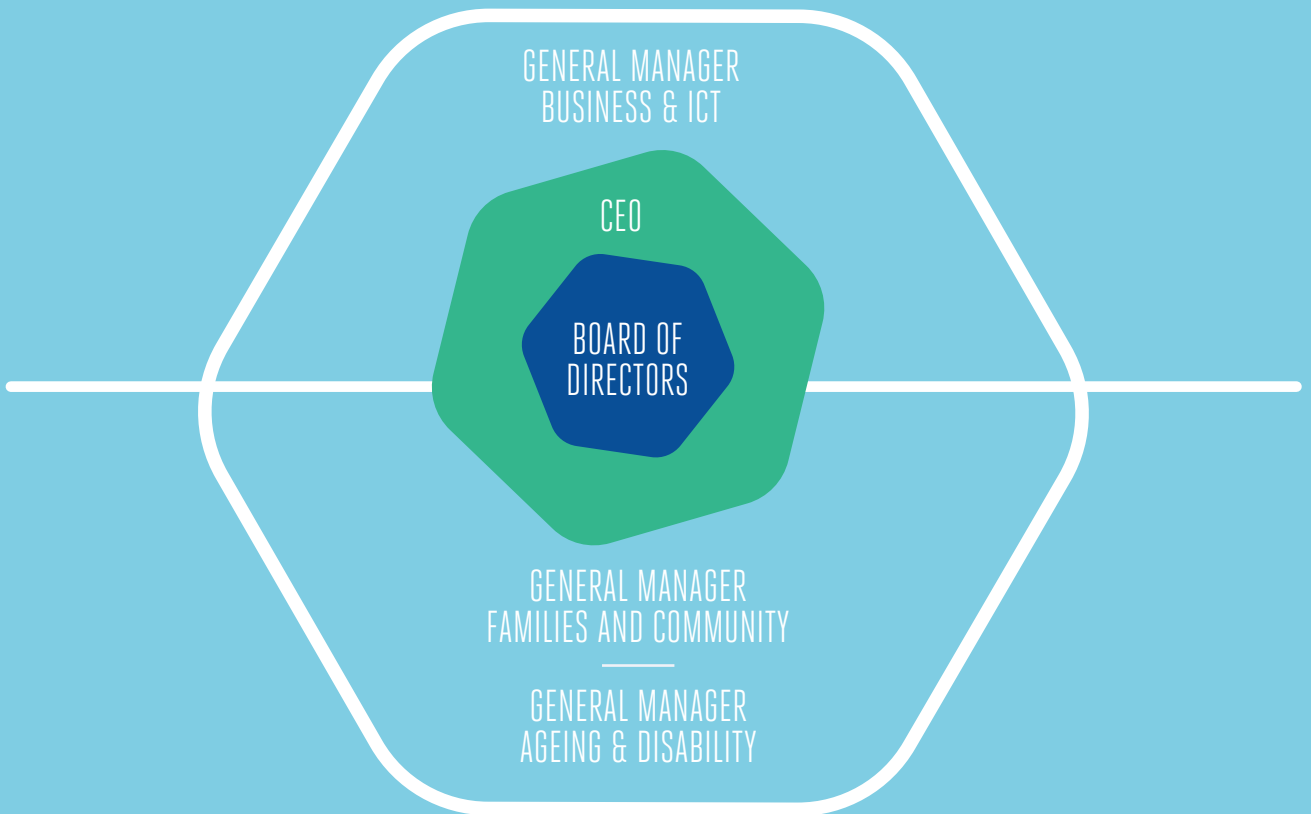 GENERAL MANAGER
BUSINESS & ICT
CEO
BOARD OF
DIRECTORS
GENERAL MANAGER
FAMILIES AND COMMUNITY
GENERAL MANAGER
AGEING & DISABILITY